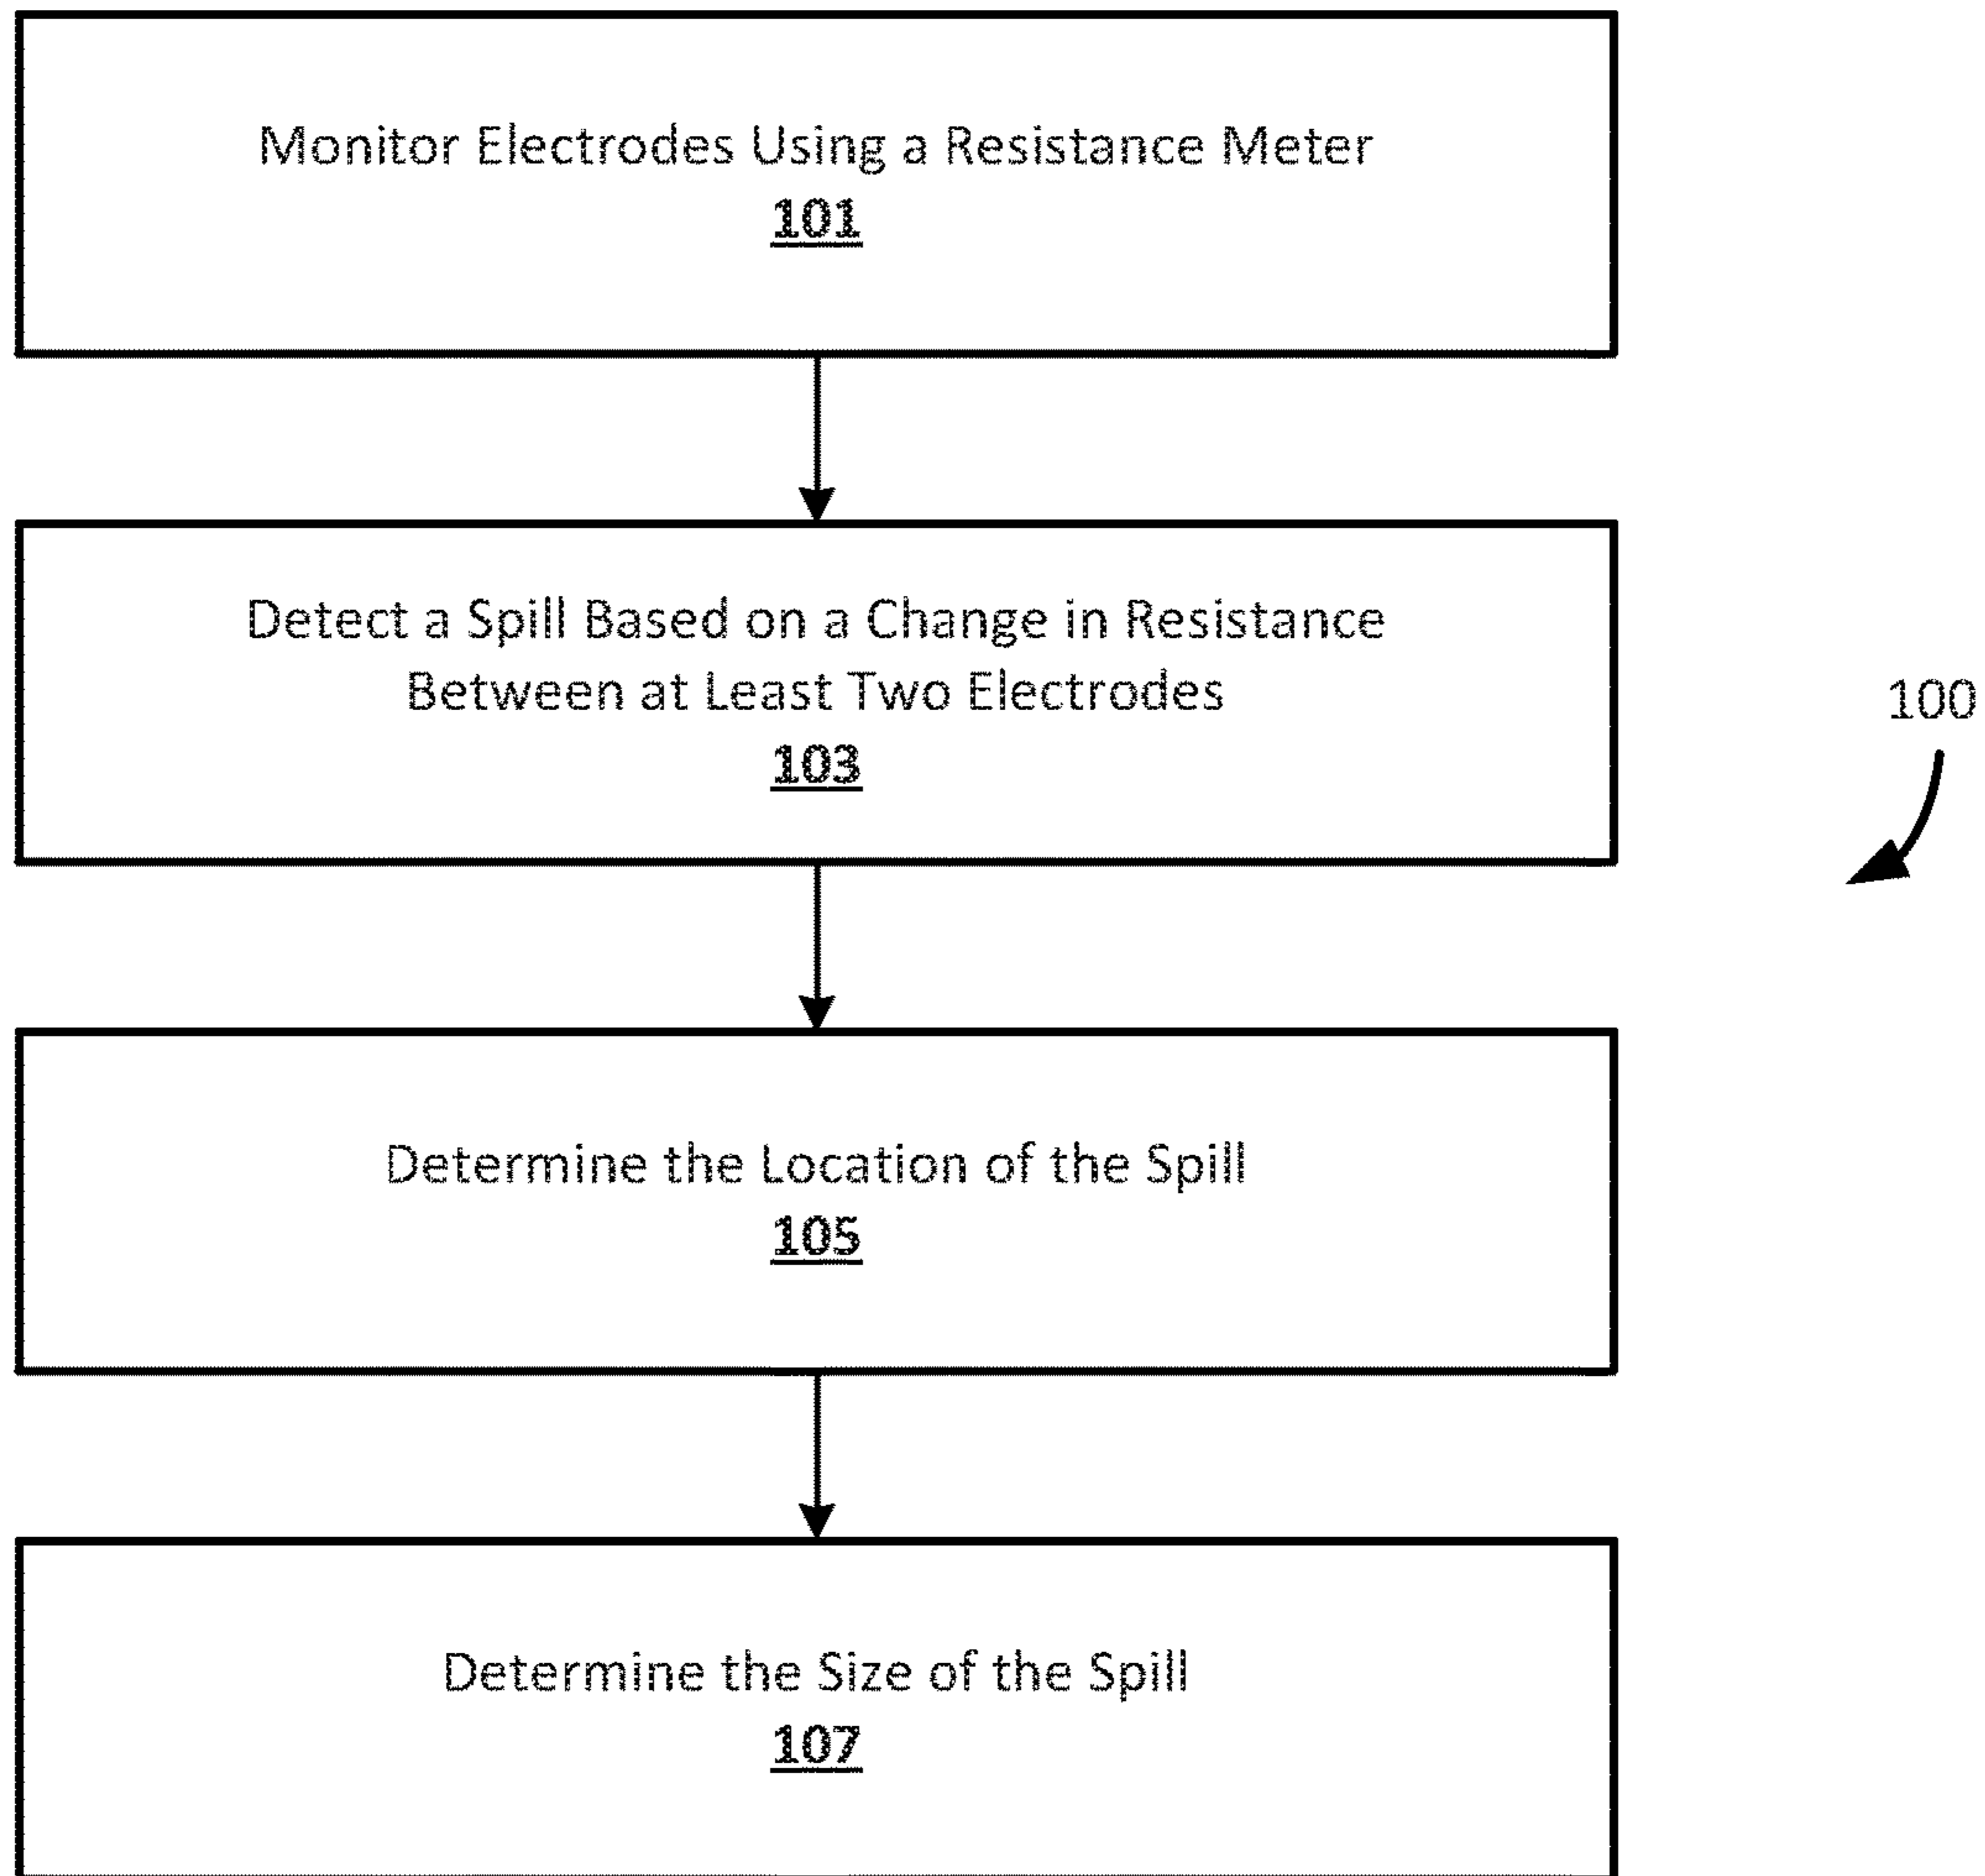 Monitor Electrodes Using a Resistance Meter
101
Detect a Spill Based on a Change in Resistance
Between at Least Two Electrodes
103
100
Determine the Location of the Spill
105
Determine the Size of the Spill
107